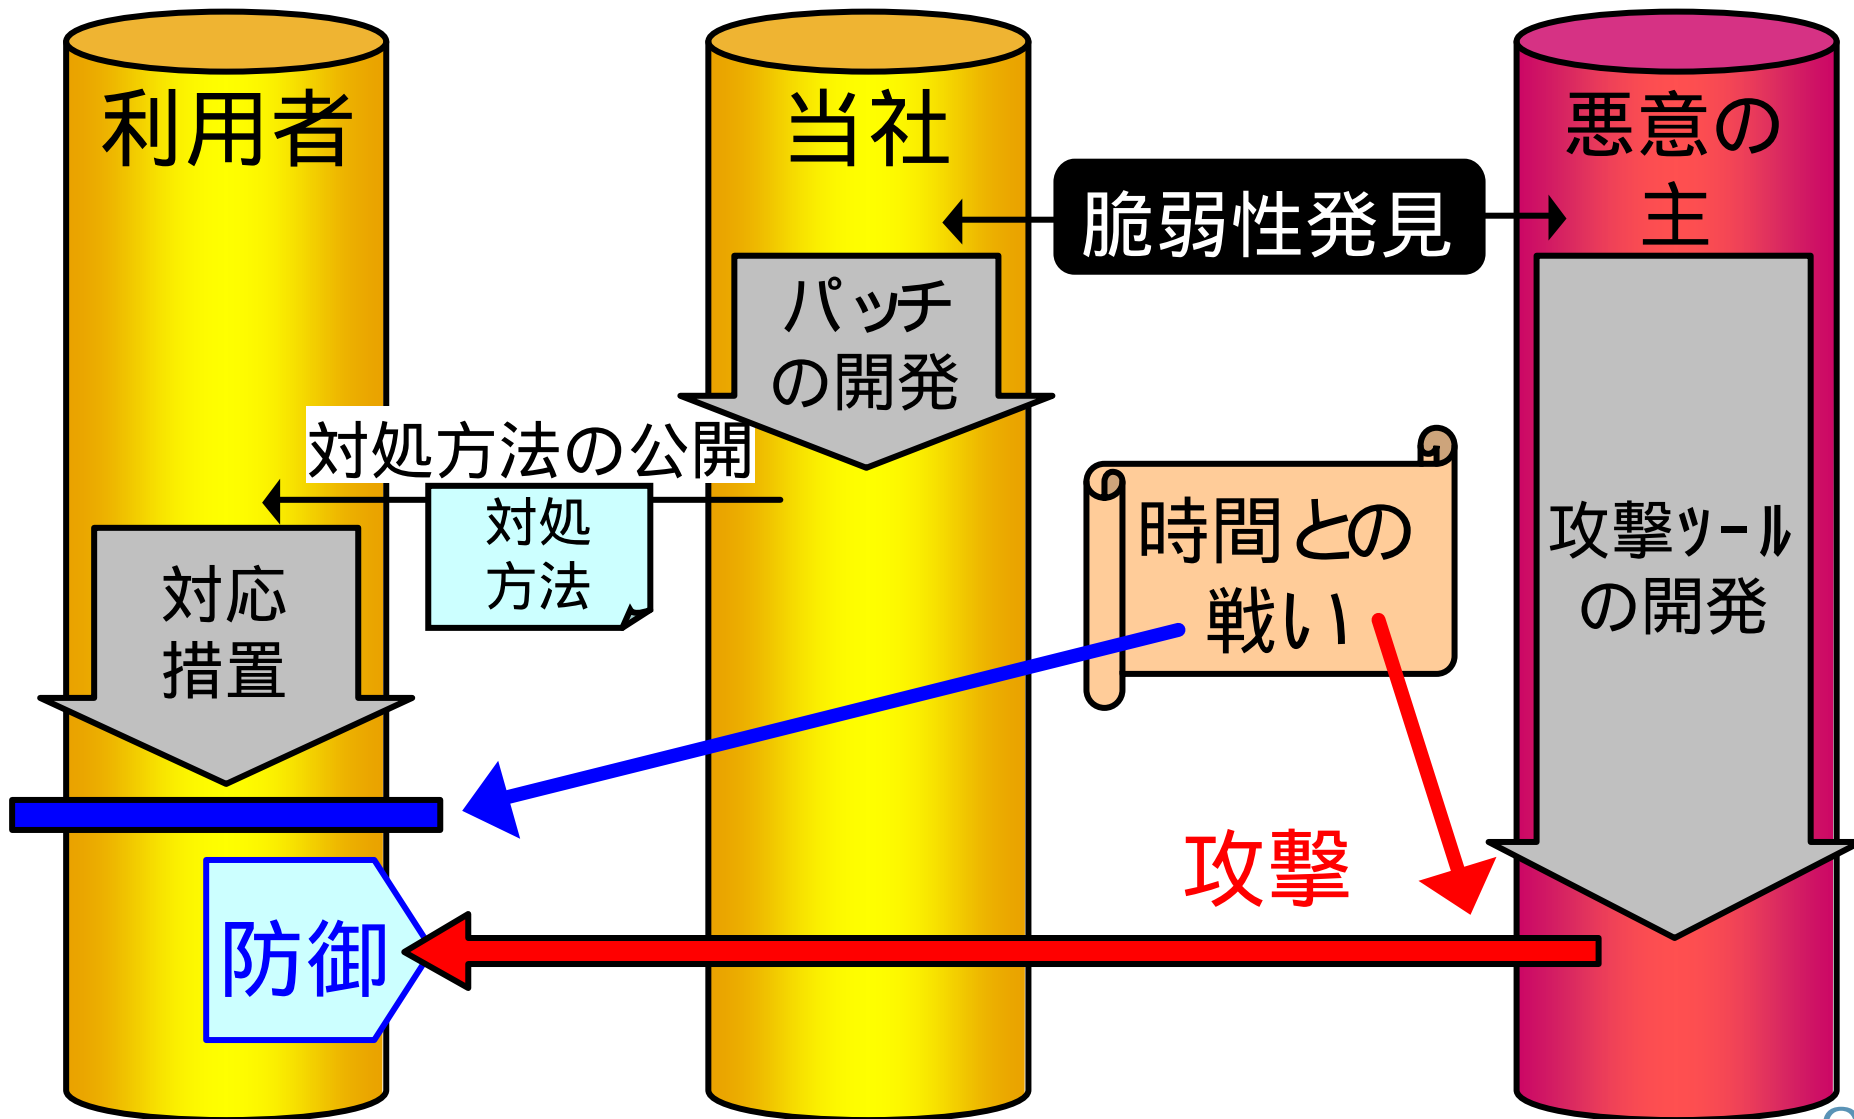 利用者
当社
悪意の
主
脆弱性発見
パッチ
の開発
対処方法の公開
対処
方法
時間との
戦い
攻撃ﾂｰﾙ
の開発
対応
措置
攻撃
防御